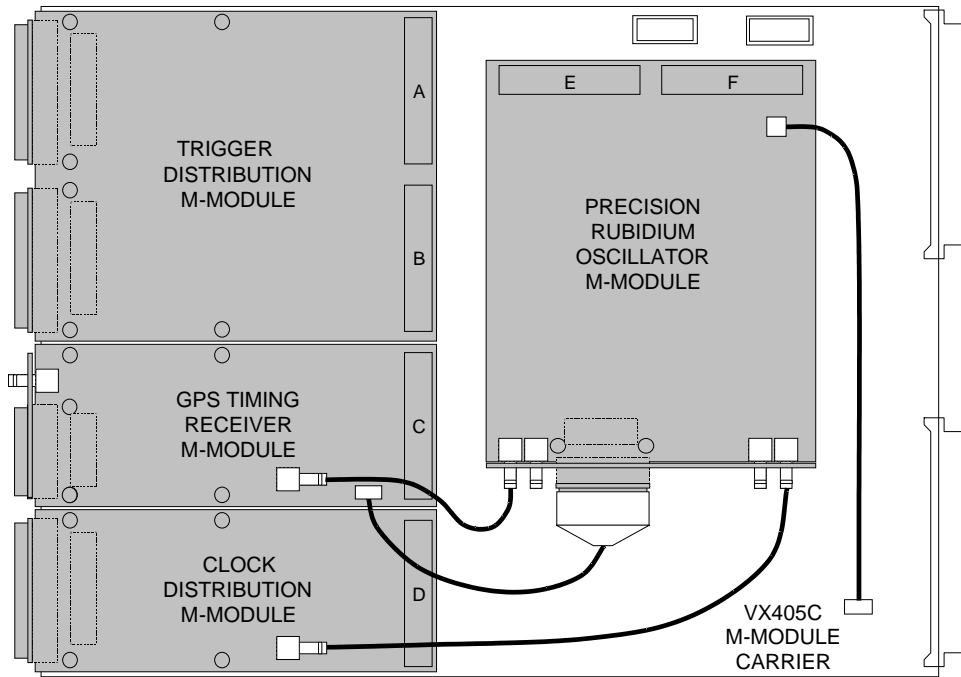 TRIGGER
DISTRIBUTION
M-MODULE
A
B
GPS TIMING
RECEIVER
M-MODULE
C
CLOCK
DISTRIBUTION
M-MODULE
D
E
F
PRECISION
RUBIDIUM
OSCILLATOR
M-MODULE
VX405C
M-MODULE
CARRIER